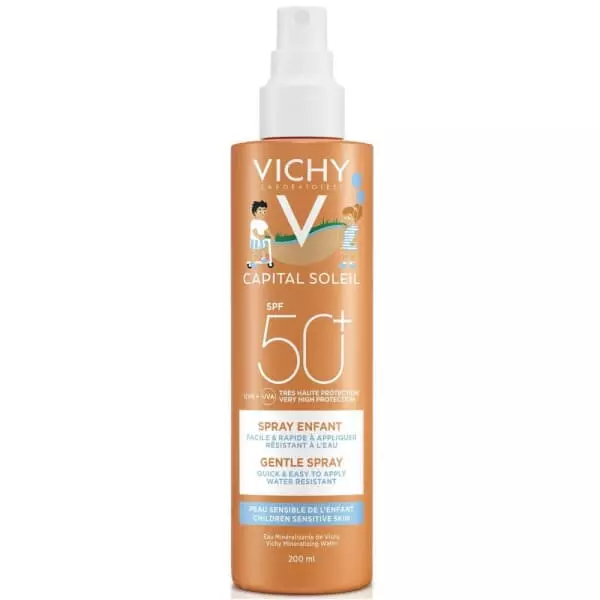 VICHY
LABORATOIRES
V
CAPITAL SOLEIL
SPF
50+
UVB + UVA
TRÈS HAUTE PROTECTION
VERY HIGH PROTECTION
SPRAY ENFANT
FACILE & RAPIDE À APPLIQUER
RÉSISTANT À L'EAU
GENTLE SPRAY
QUICK & EASY TO APPLY
WATER RESISTANT
PEAU SENSIBLE DE L'ENFANT
CHILDREN SENSITIVE SKIN
Eau Minéralisante de Vichy
Vichy Mineralizing Water
200 ml